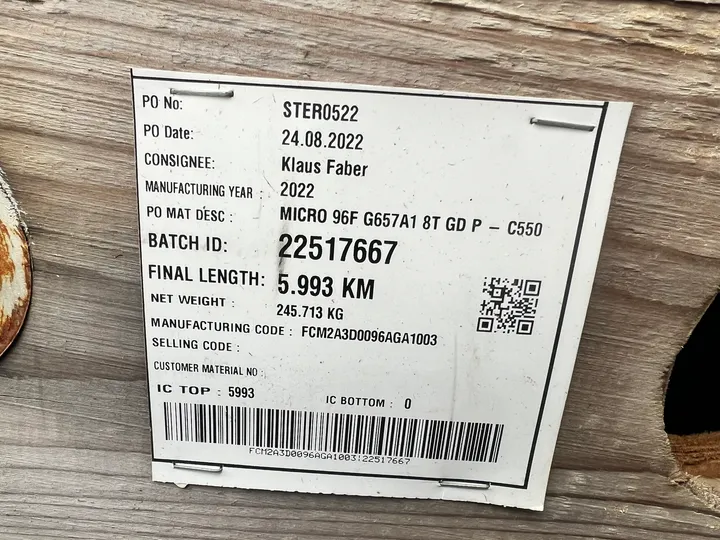 PO No: STER0522
PO Date: 24.08.2022
CONSIGNEE: Klaus Faber
MANUFACTURING YEAR : 2022
PO MAT DESC : MICRO 96F G657A1 8T GD P – C550
BATCH ID: 22517667
FINAL LENGTH: 5.993 KM
NET WEIGHT : 245.713 KG
MANUFACTURING CODE : FCM2A3D0096AGA1003
SELLING CODE :
CUSTOMER MATERIAL NO :
IC TOP : 5993 IC BOTTOM : 0
FCM2A3D0096AGA1003:22517667